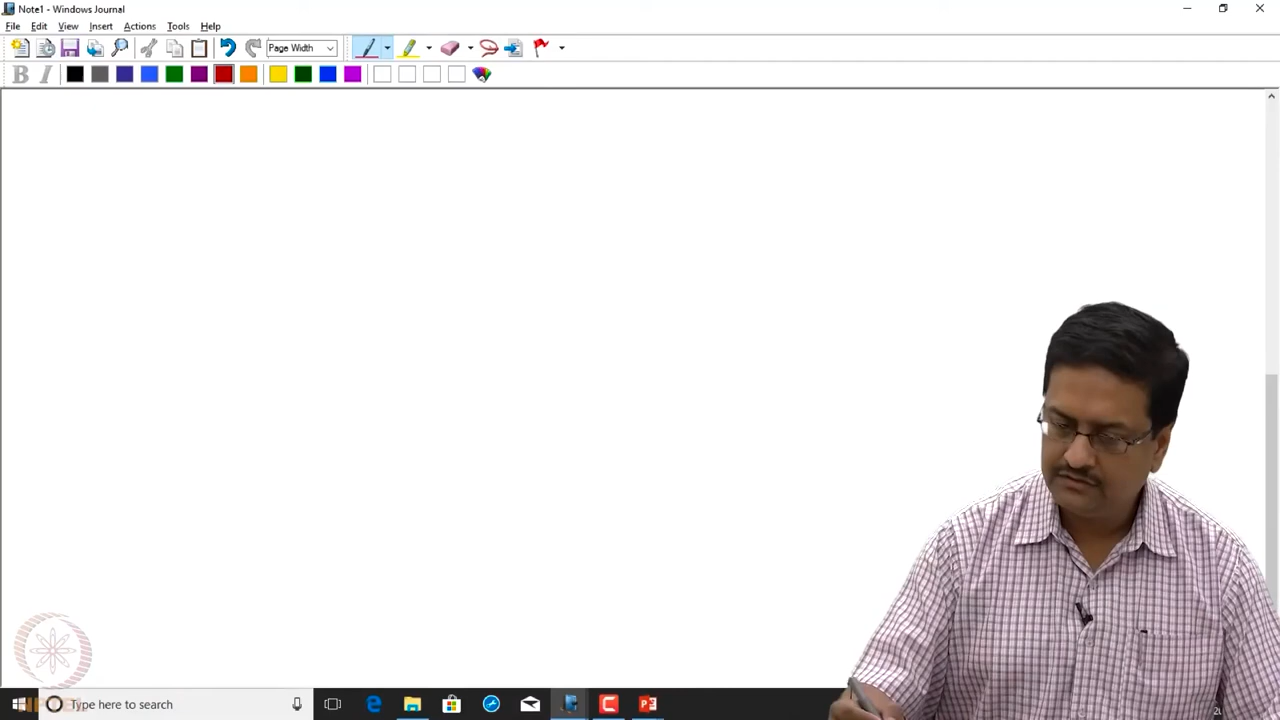 Note1 - Windows Journal
File Edit View Insert Actions Tools Help
Page Width
B I
Type here to search